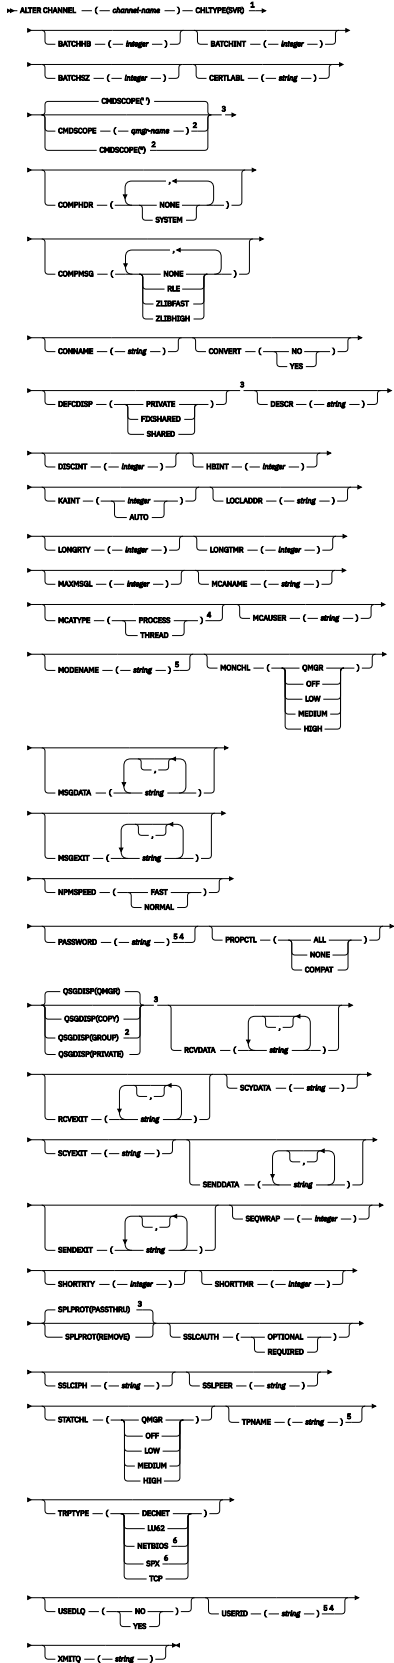 ALTER CHANNEL — ( — channel-name — ) — CHLTYPE(SVR) 1
BATCHHB — ( — integer — ) BATCHINT — ( — integer — )
BATCHSZ — ( — integer — ) CERTLABL — ( — string — )
CMDSCOPE(' ')
3
CMDSCOPE — ( — qmgr-name — ) 2
CMDSCOPE(*) 2
,
COMPHDR — ( NONE )
SYSTEM
,
COMPMSG — ( NONE )
RLE
ZLIBFAST
ZLIBHIGH
CONNAME — ( — string — ) CONVERT — ( NO )
YES
3
DEFCDISP — ( PRIVATE ) DESCR — ( — string — )
FIXSHARED
SHARED
DISCINT — ( — integer — ) HBINT — ( — integer — )
KAINT — ( integer ) LOCLADDR — ( — string — )
AUTO
LONGRTY — ( — integer — ) LONGTMR — ( — integer — )
MAXMSGL — ( — integer — ) MCANAME — ( — string — )
MCATYPE — ( PROCESS ) 4 MCAUSER — ( — string — )
THREAD
MODENAME — ( — string — ) 5 MONCHL — ( QMGR )
OFF
LOW
MEDIUM
HIGH
,
MSGDATA — ( string )
,
MSGEXIT — ( string )
NPMSPEED — ( FAST )
NORMAL
PASSWORD — ( — string — ) 5 4 PROPCTL — ( ALL )
NONE
COMPAT
QSGDISP(QMGR)
3
QSGDISP(COPY)
,
QSGDISP(GROUP) 2
RCVDATA — ( string )
QSGDISP(PRIVATE)
,
SCYDATA — ( — string — )
RCVEXIT — ( string )
SCYEXIT — ( — string — )
,
SENDDATA — ( string )
,
SEQWRAP — ( — integer — )
SENDEXIT — ( string )
SHORTRTY — ( — integer — ) SHORTTMR — ( — integer — )
SPLPROT(PASSTHRU) 3
SPLPROT(REMOVE) SSLCAUTH — ( OPTIONAL )
REQUIRED
SSLCIPH — ( — string — ) SSLPEER — ( — string — )
STATCHL — ( QMGR ) TPNAME — ( — string — ) 5
OFF
LOW
MEDIUM
HIGH
TRPTYPE — ( DECNET )
LU62
NETBIOS 6
SPX 6
TCP
USEDLQ — ( NO ) USERID — ( — string — ) 5 4
YES
XMITQ — ( — string — )